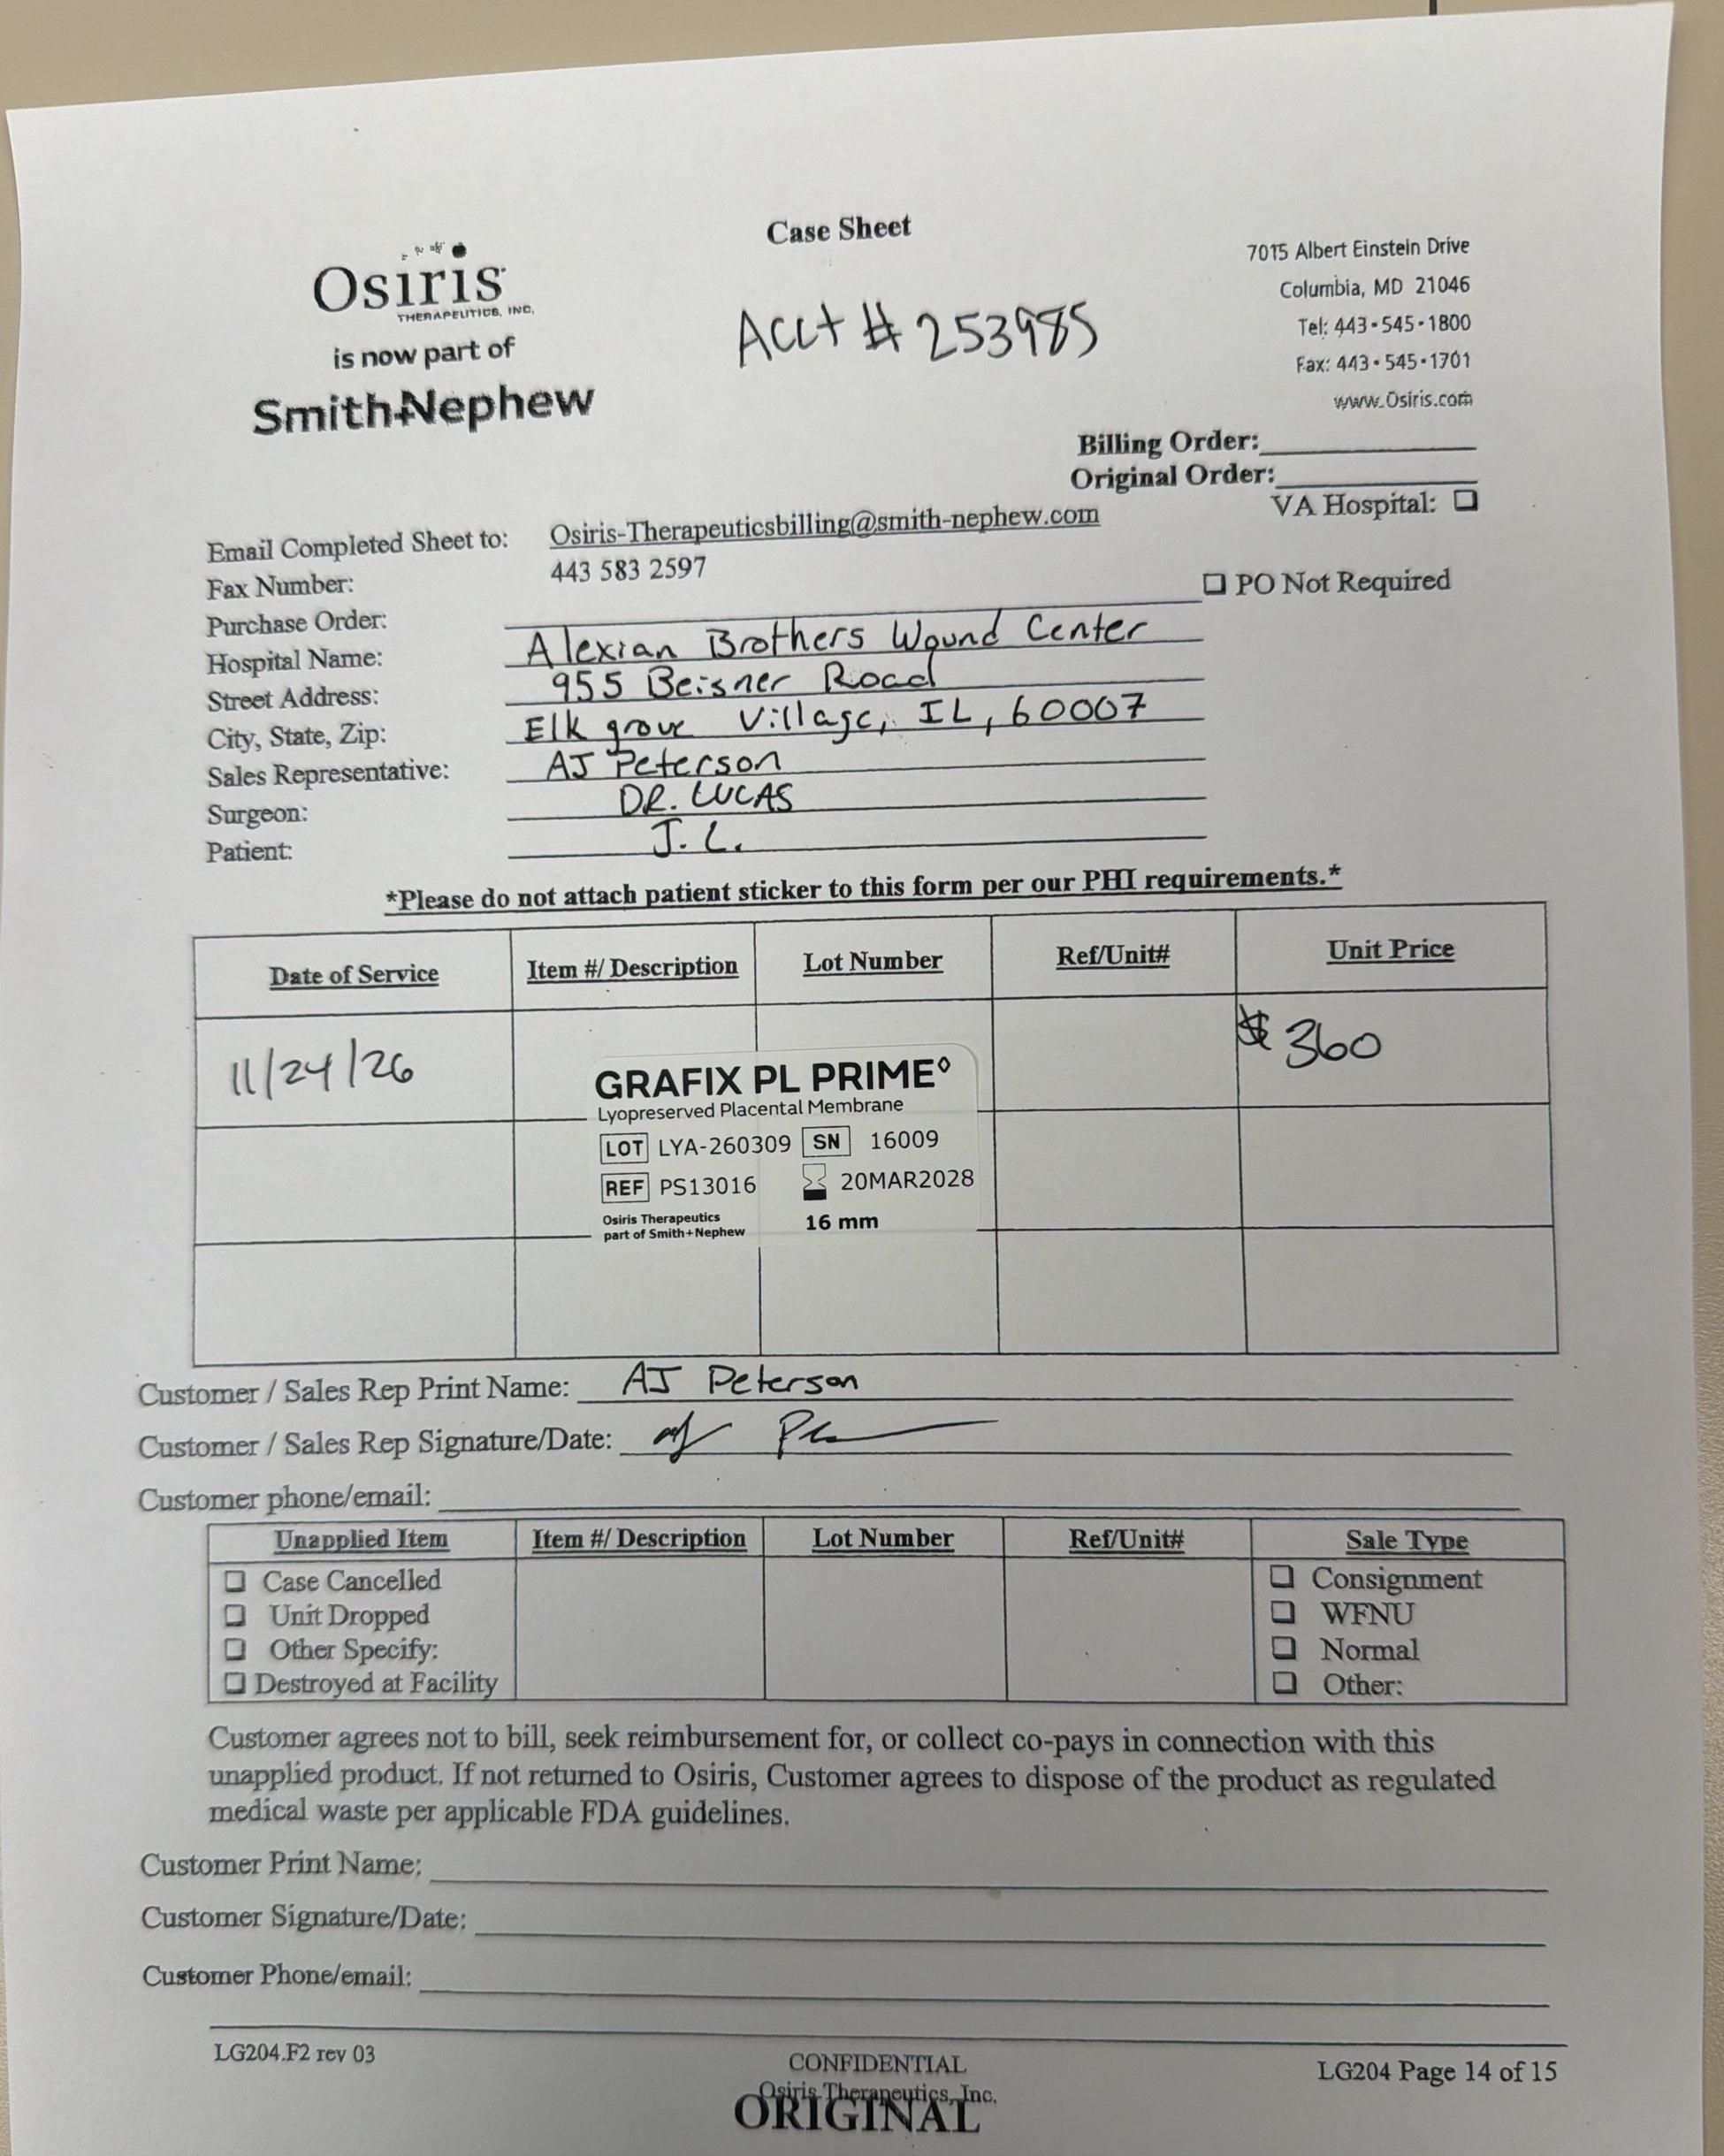 Case Sheet
Osiris
THERAPEUTICS, INC.
is now part of
Smith+Nephew
Acct # 253985
7015 Albert Einstein Drive
Columbia, MD 21046
Tel: 443-545-1800
Fax: 443-545-1701
www.Osiris.com
Billing Order:
Original Order:
VA Hospital: ☐
Email Completed Sheet to: Osiris-Therapeuticsbilling@smith-nephew.com
Fax Number: 443 583 2597
Purchase Order: ☐ PO Not Required
Hospital Name: Alexian Brothers Wound Center
Street Address: 955 Beisner Road
City, State, Zip: Elk grove Village, IL, 60007
Sales Representative: AJ Peterson
Surgeon: DR. LUCAS
Patient: J. L.
*Please do not attach patient sticker to this form per our PHI requirements.*
Date of Service Item #/ Description Lot Number Ref/Unit# Unit Price
11/24/26 $ 360
GRAFIX PL PRIME◊
Lyopreserved Placental Membrane
LOT LYA-260309 SN 16009
REF PS13016 20MAR2028
Osiris Therapeutics
part of Smith+Nephew 16 mm
Customer / Sales Rep Print Name: AJ Peterson
Customer / Sales Rep Signature/Date:
Customer phone/email:
Unapplied Item Item #/ Description Lot Number Ref/Unit# Sale Type
☐ Case Cancelled ☐ Consignment
☐ Unit Dropped ☐ WFNU
☐ Other Specify: ☐ Normal
☐ Destroyed at Facility ☐ Other:
Customer agrees not to bill, seek reimbursement for, or collect co-pays in connection with this
unapplied product. If not returned to Osiris, Customer agrees to dispose of the product as regulated
medical waste per applicable FDA guidelines.
Customer Print Name:
Customer Signature/Date:
Customer Phone/email:
LG204.F2 rev 03
CONFIDENTIAL
Osiris Therapeutics, Inc.
LG204 Page 14 of 15
ORIGINAL